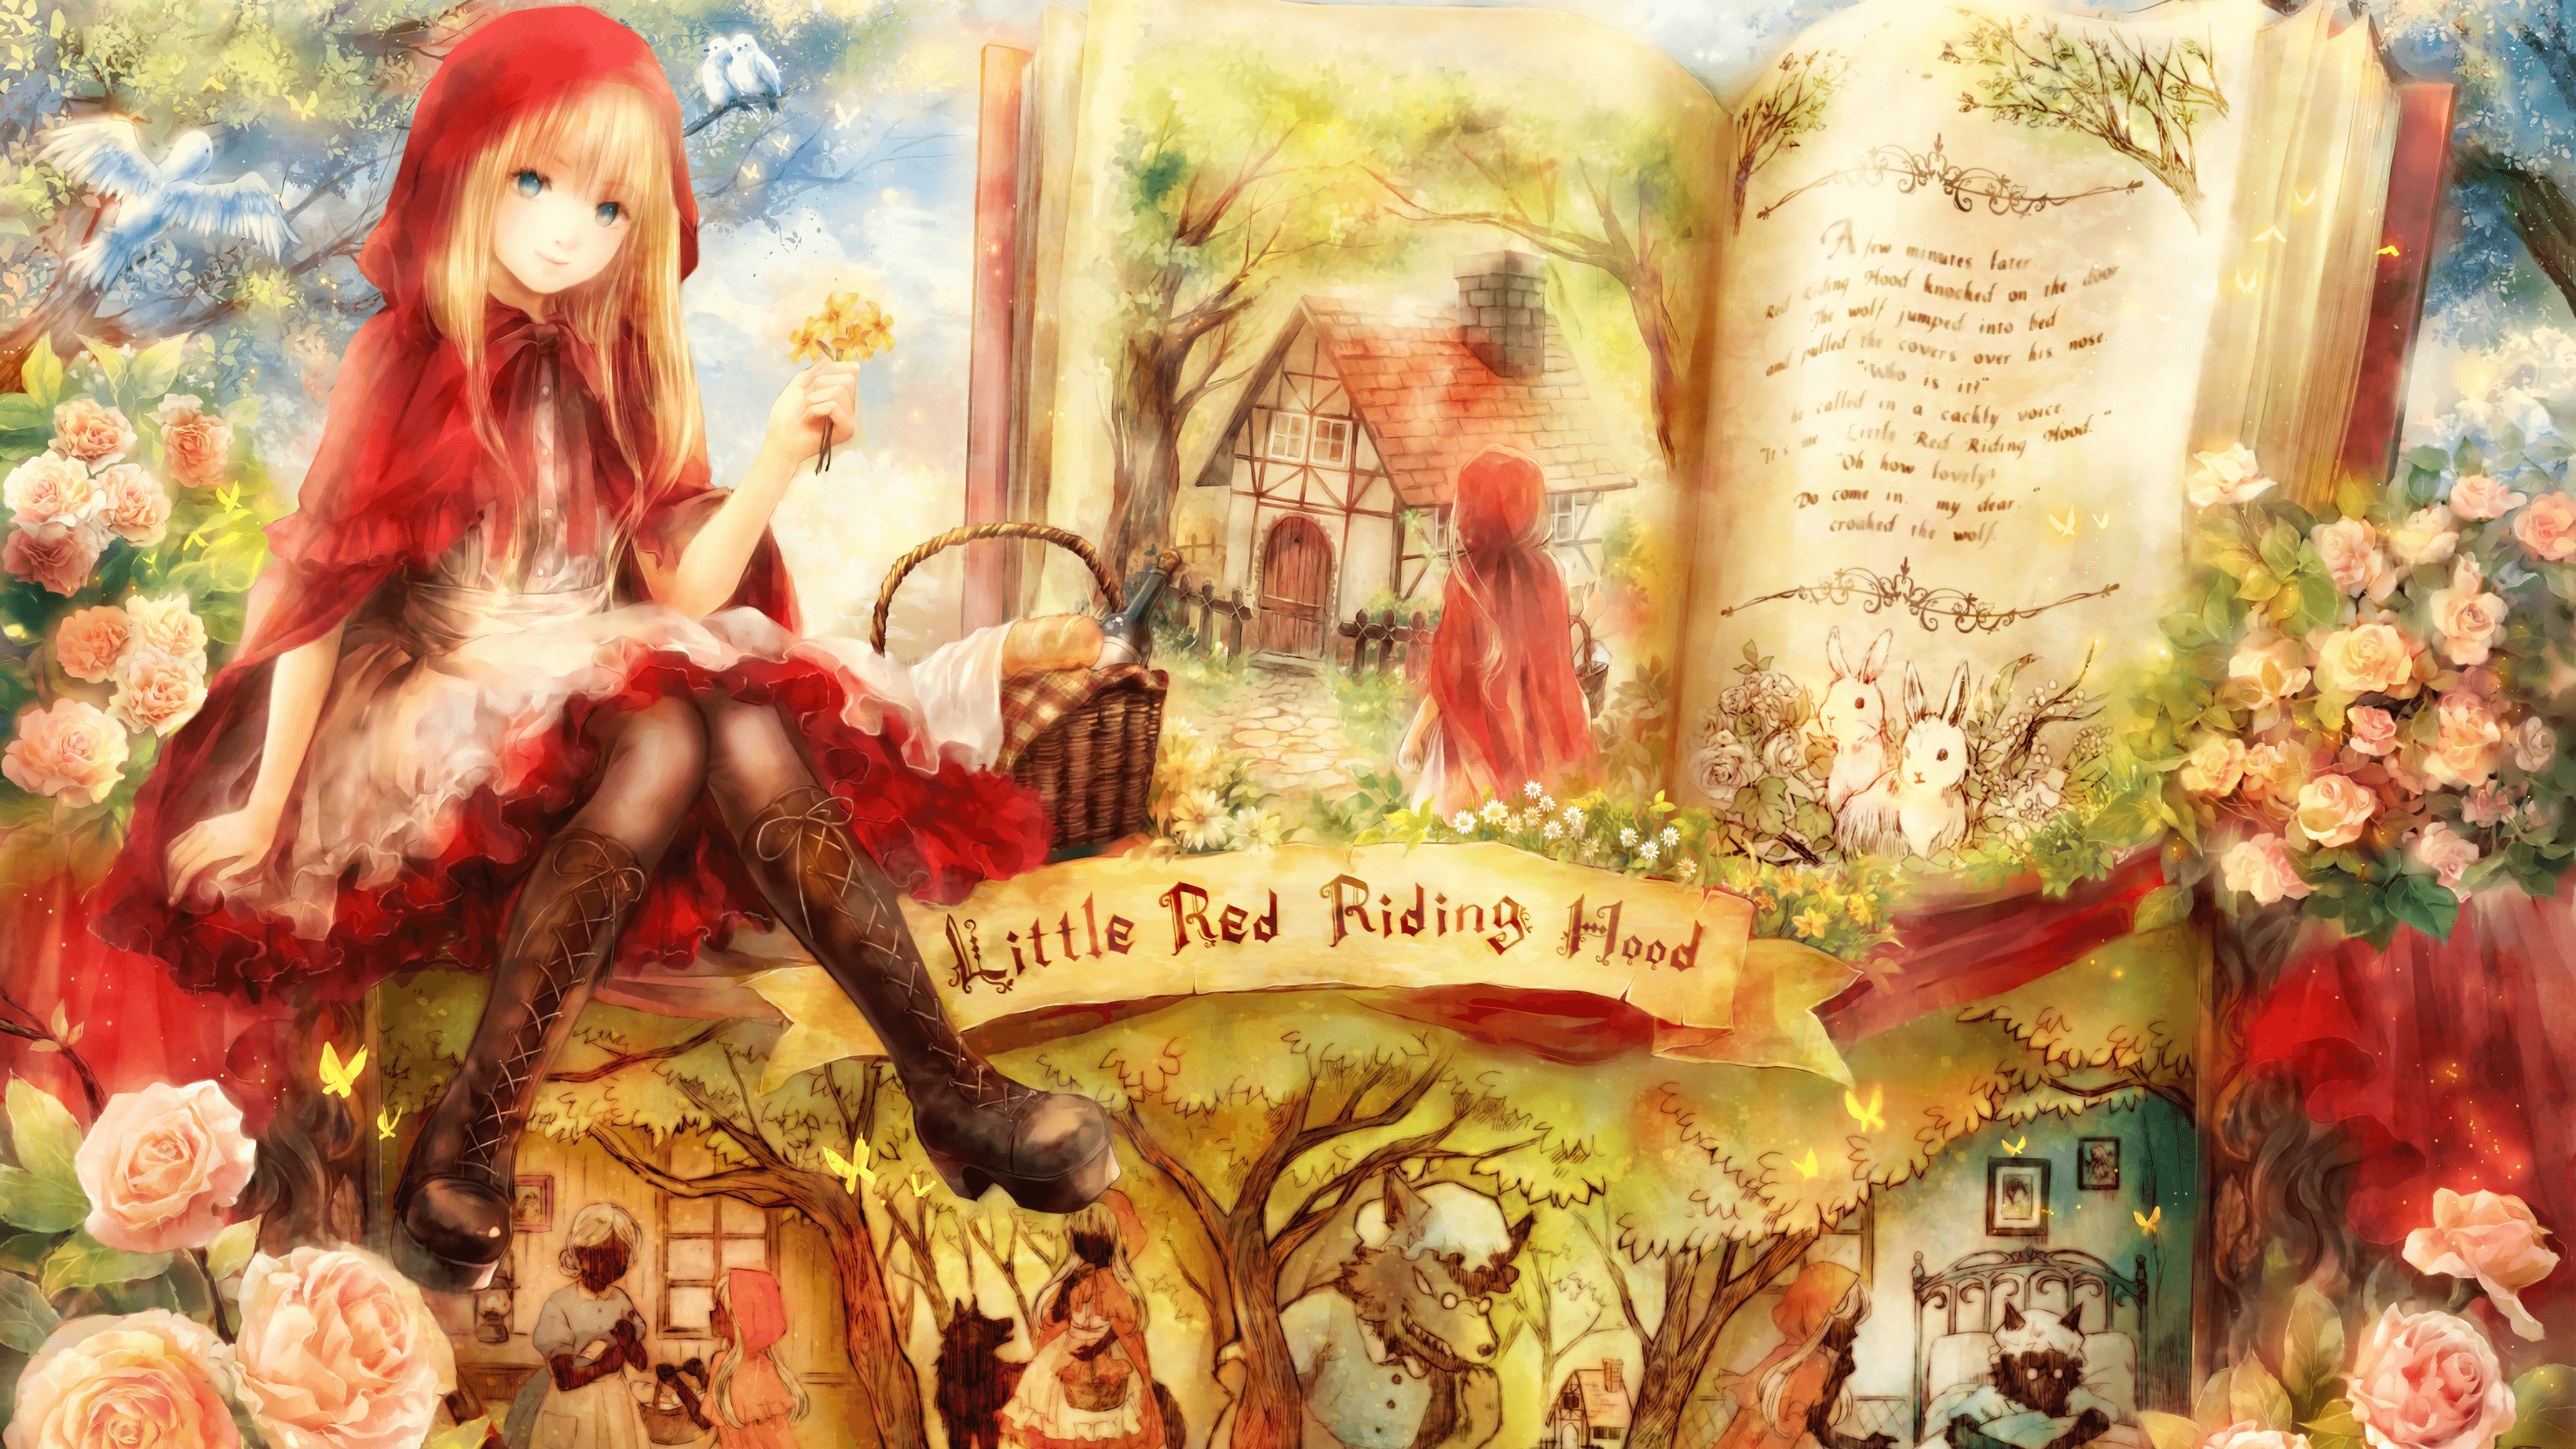 A few minutes later
Red Riding Hood knocked on the door
The wolf jumped into bed
and pulled the covers over his nose.
"Who is it?"
he called in a cackly voice.
"It's me Little Red Riding Hood."
"Oh how lovely!
Do come in. my dear."
croaked the wolf.
Little Red Riding Hood